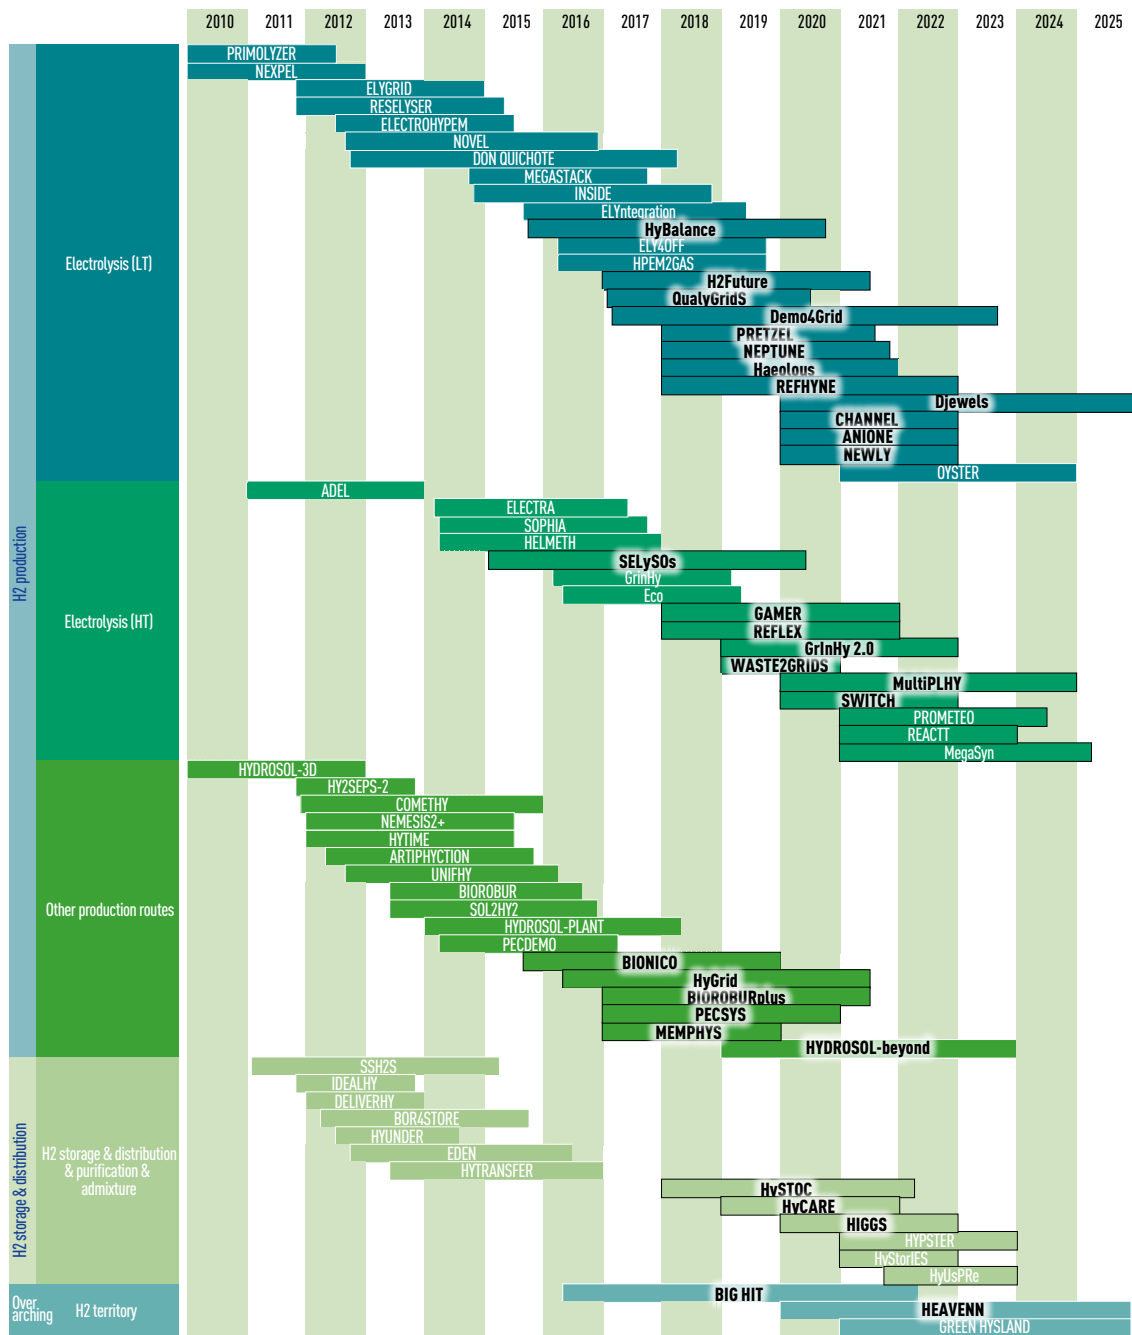 2010 2011 2012 2013 2014 2015 2016 2017 2018 2019 2020 2021 2022 2023 2024 2025
H2 production
Electrolysis (LT)
PRIMOLYZER
NEXPEL
ELYGRID
RESELYSER
ELECTROHYPEM
NOVEL
DON QUICHOTE
MEGASTACK
INSIDE
ELYntegration
HyBalance
ELY4OFF
HPEM2GAS
H2Future
QualyGridS
Demo4Grid
PRETZEL
NEPTUNE
Haeolous
REFHYNE
Djewels
CHANNEL
ANIONE
NEWLY
OYSTER
Electrolysis (HT)
ADEL
ELECTRA
SOPHIA
HELMETH
SELySOs
GrinHy
Eco
GAMER
REFLEX
GrInHy 2.0
WASTE2GRIDS
MultiPLHY
SWITCH
PROMETEO
REACTT
MegaSyn
Other production routes
HYDROSOL-3D
HY2SEPS-2
COMETHY
NEMESIS2+
HYTIME
ARTIPHYCTION
UNIFHY
BIOROBUR
SOL2HY2
HYDROSOL-PLANT
PECDEMO
BIONICO
HyGrid
BIOROBURplus
PECSYS
MEMPHYS
HYDROSOL-beyond
H2 storage & distribution
H2 storage & distribution
& purification &
admixture
SSH2S
IDEALHY
DELIVERHY
BOR4STORE
HYUNDER
EDEN
HYTRANSFER
HySTOC
HyCARE
HIGGS
HYPSTER
HyStorIES
HyUsPRe
Over
arching
H2 territory
BIG HIT
HEAVENN
GREEN HYSLAND